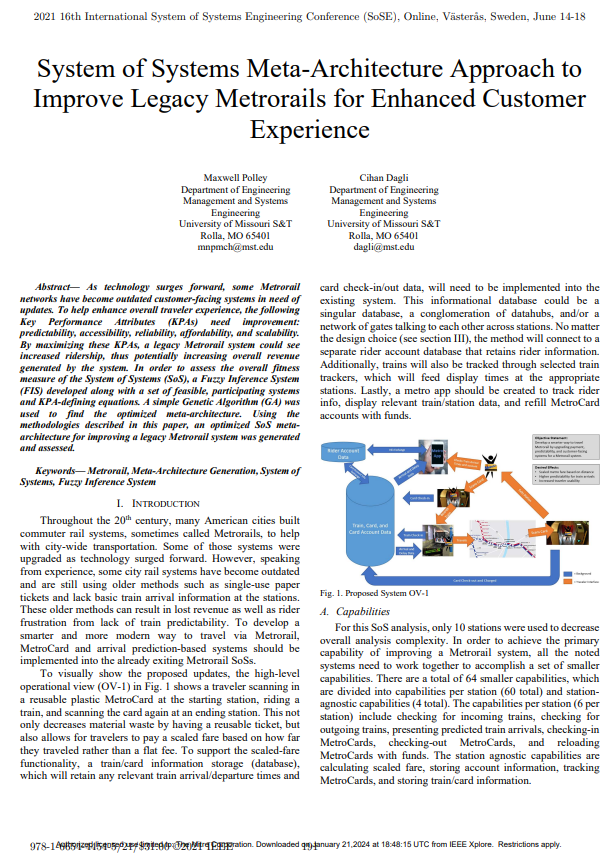 2021 16th International System of Systems Engineering Conference (SoSE), Online, Västerås, Sweden, June 14-18
System of Systems Meta-Architecture Approach to
Improve Legacy Metrorails for Enhanced Customer
Experience
Maxwell Polley
Department of Engineering
Management and Systems
Engineering
University of Missouri S&T
Rolla, MO 65401
mnpmch@mst.edu
Cihan Dagli
Department of Engineering
Management and Systems
Engineering
University of Missouri S&T
Rolla, MO 65401
dagli@mst.edu
Abstract— As technology surges forward, some Metrorail
networks have become outdated customer-facing systems in need of
updates. To help enhance overall traveler experience, the following
Key Performance Attributes (KPAs) need improvement:
predictability, accessibility, reliability, affordability, and scalability.
By maximizing these KPAs, a legacy Metrorail system could see
increased ridership, thus potentially increasing overall revenue
generated by the system. In order to assess the overall fitness
measure of the System of Systems (SoS), a Fuzzy Inference System
(FIS) developed along with a set of feasible, participating systems
and KPA-defining equations. A simple Genetic Algorithm (GA) was
used to find the optimized meta-architecture. Using the
methodologies described in this paper, an optimized SoS meta-
architecture for improving a legacy Metrorail system was generated
and assessed.
Keywords— Metrorail, Meta-Architecture Generation, System of
Systems, Fuzzy Inference System
I. INTRODUCTION
Throughout the 20th century, many American cities built
commuter rail systems, sometimes called Metrorails, to help
with city-wide transportation. Some of those systems were
upgraded as technology surged forward. However, speaking
from experience, some city rail systems have become outdated
and are still using older methods such as single-use paper
tickets and lack basic train arrival information at the stations.
These older methods can result in lost revenue as well as rider
frustration from lack of train predictability. To develop a
smarter and more modern way to travel via Metrorail,
MetroCard and arrival prediction-based systems should be
implemented into the already exiting Metrorail SoSs.
To visually show the proposed updates, the high-level
operational view (OV-1) in Fig. 1 shows a traveler scanning in
a reusable plastic MetroCard at the starting station, riding a
train, and scanning the card again at an ending station. This not
only decreases material waste by having a reusable ticket, but
also allows for travelers to pay a scaled fare based on how far
they traveled rather than a flat fee. To support the scaled-fare
functionality, a train/card information storage (database),
which will retain any relevant train arrival/departure times and
card check-in/out data, will need to be implemented into the
existing system. This informational database could be a
singular database, a conglomeration of datahubs, and/or a
network of gates talking to each other across stations. No matter
the design choice (see section III), the method will connect to a
separate rider account database that retains rider information.
Additionally, trains will also be tracked through selected train
trackers, which will feed display times at the appropriate
stations. Lastly, a metro app should be created to track rider
info, display relevant train/station data, and refill MetroCard
accounts with funds.
Rider Account
Data
Train, Card, and
Card Account Data
Card Check-out and Charged
Objective Statement:
Desired Effects:
Fig. 1. Proposed System OV-1
A. Capabilities
For this SoS analysis, only 10 stations were used to decrease
overall analysis complexity. In order to achieve the primary
capability of improving a Metrorail system, all the noted
systems need to work together to accomplish a set of smaller
capabilities. There are a total of 64 smaller capabilities, which
are divided into capabilities per station (60 total) and station-
agnostic capabilities (4 total). The capabilities per station (6 per
station) include checking for incoming trains, checking for
outgoing trains, presenting predicted train arrivals, checking-in
MetroCards, checking-out MetroCards, and reloading
MetroCards with funds. The station agnostic capabilities are
calculating scaled fare, storing account information, tracking
MetroCards, and storing train/card information.
Authorized licensed use limited to: The Mitre Corporation. Downloaded on January 21,2024 at 18:48:15 UTC from IEEE Xplore. Restrictions apply.